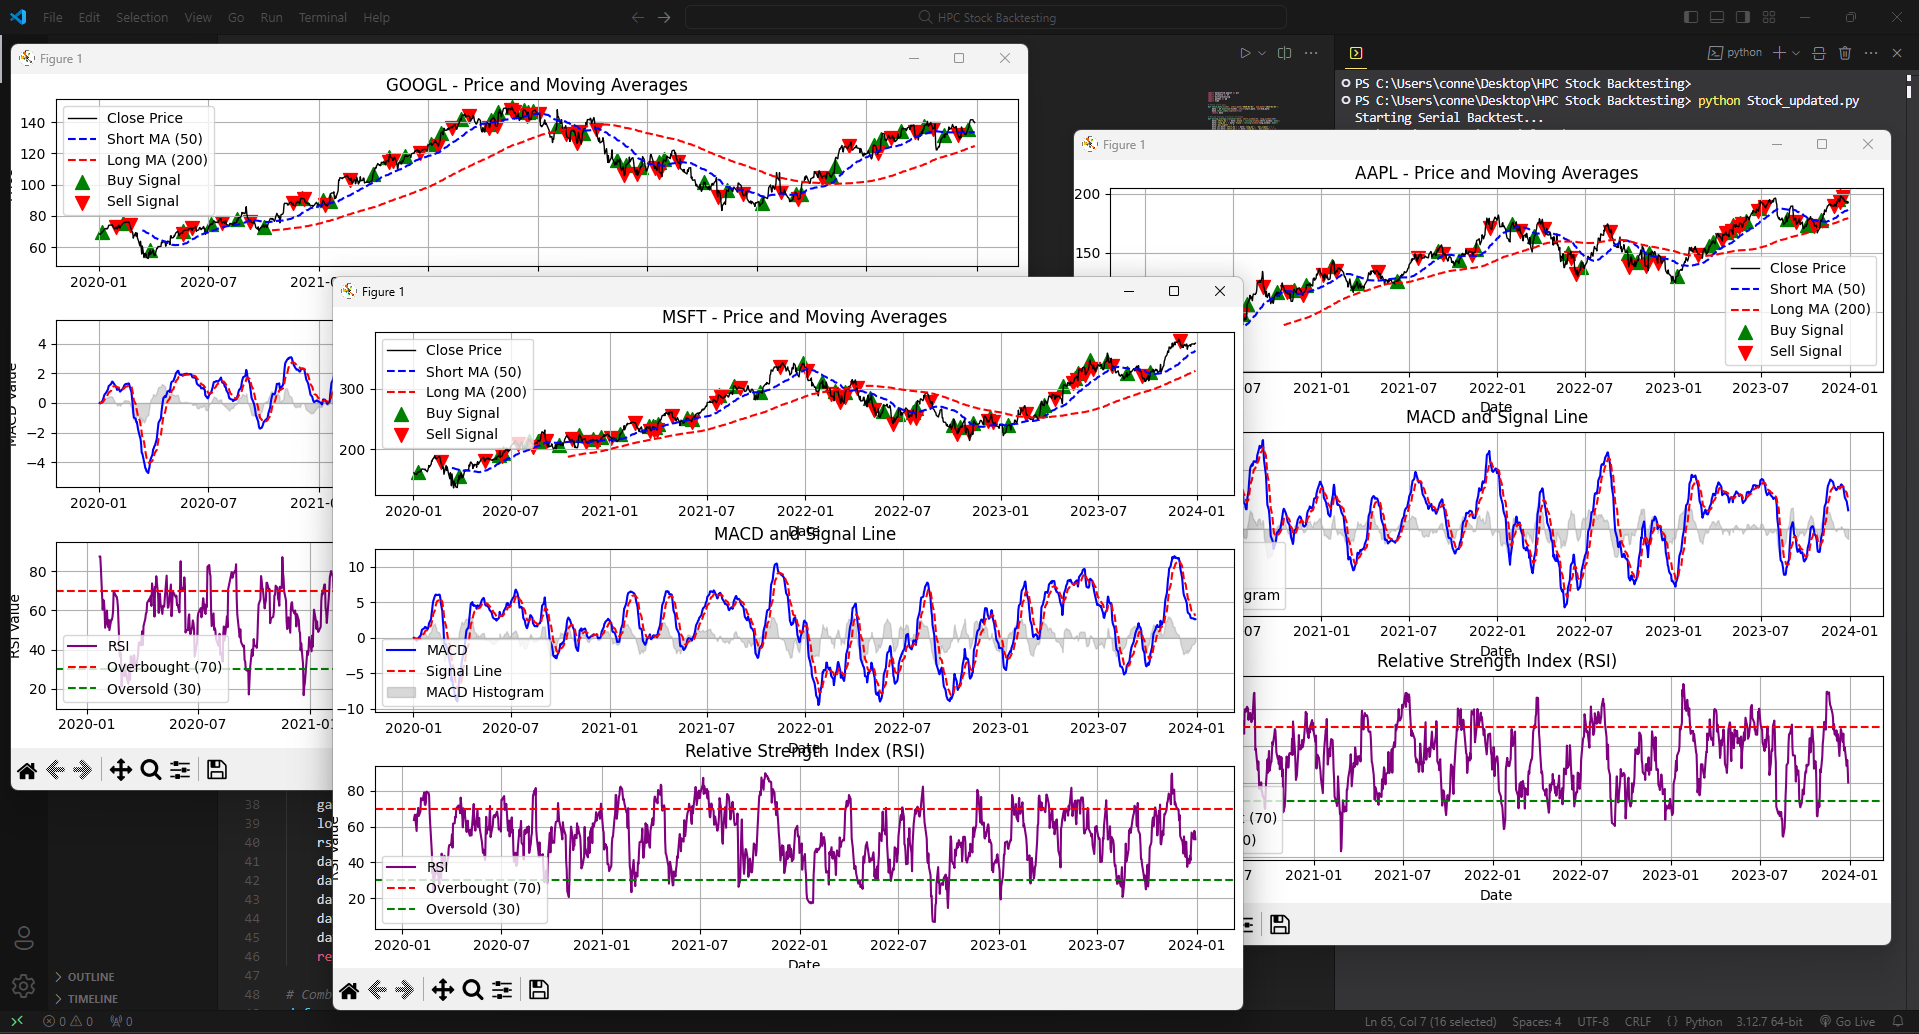 File Edit Selection View Go Run Terminal Help
HPC Stock Backtesting
python
PS C:\Users\conne\Desktop\HPC Stock Backtesting>
PS C:\Users\conne\Desktop\HPC Stock Backtesting> python Stock_updated.py
Starting Serial Backtest...
Figure 1
GOOGL - Price and Moving Averages
Close Price
Short MA (50)
Long MA (200)
Buy Signal
Sell Signal
140
120
100
80
60
2020-01 2020-07 2021-0
4
2
0
−2
−4
MACD Value
2020-01 2020-07 2021-0
80
60
40
20
RSI Value
RSI
Overbought (70)
Oversold (30)
2020-01 2020-07 2021-01
Figure 1
MSFT - Price and Moving Averages
Close Price
Short MA (50)
Long MA (200)
Buy Signal
Sell Signal
300
200
2020-01 2020-07 2021-01 2021-07 2022-01 2022-07 2023-01 2023-07 2024-01
Date
MACD and Signal Line
10
5
0
−5
−10
MACD
Signal Line
MACD Histogram
2020-01 2020-07 2021-01 2021-07 2022-01 2022-07 2023-01 2023-07 2024-01
Date
Relative Strength Index (RSI)
80
60
40
20
RSI Value
RSI
Overbought (70)
Oversold (30)
2020-01 2020-07 2021-01 2021-07 2022-01 2022-07 2023-01 2023-07 2024-01
Date
Figure 1
AAPL - Price and Moving Averages
200
150
Close Price
Short MA (50)
Long MA (200)
Buy Signal
Sell Signal
07 2021-01 2021-07 2022-01 2022-07 2023-01 2023-07 2024-01
Date
MACD and Signal Line
gram
07 2021-01 2021-07 2022-01 2022-07 2023-01 2023-07 2024-01
Date
Relative Strength Index (RSI)
t (70)
0)
2021-01 2021-07 2022-01 2022-07 2023-01 2023-07 2024-01
Date
38 ga
39 lo
40 rs
41 da
42 da
43 da
44 da
45 da
46 re
47
48 # Comb
OUTLINE
TIMELINE
0 0 0
Ln 65, Col 7 (16 selected) Spaces: 4 UTF-8 CRLF {} Python 3.12.7 64-bit Go Live